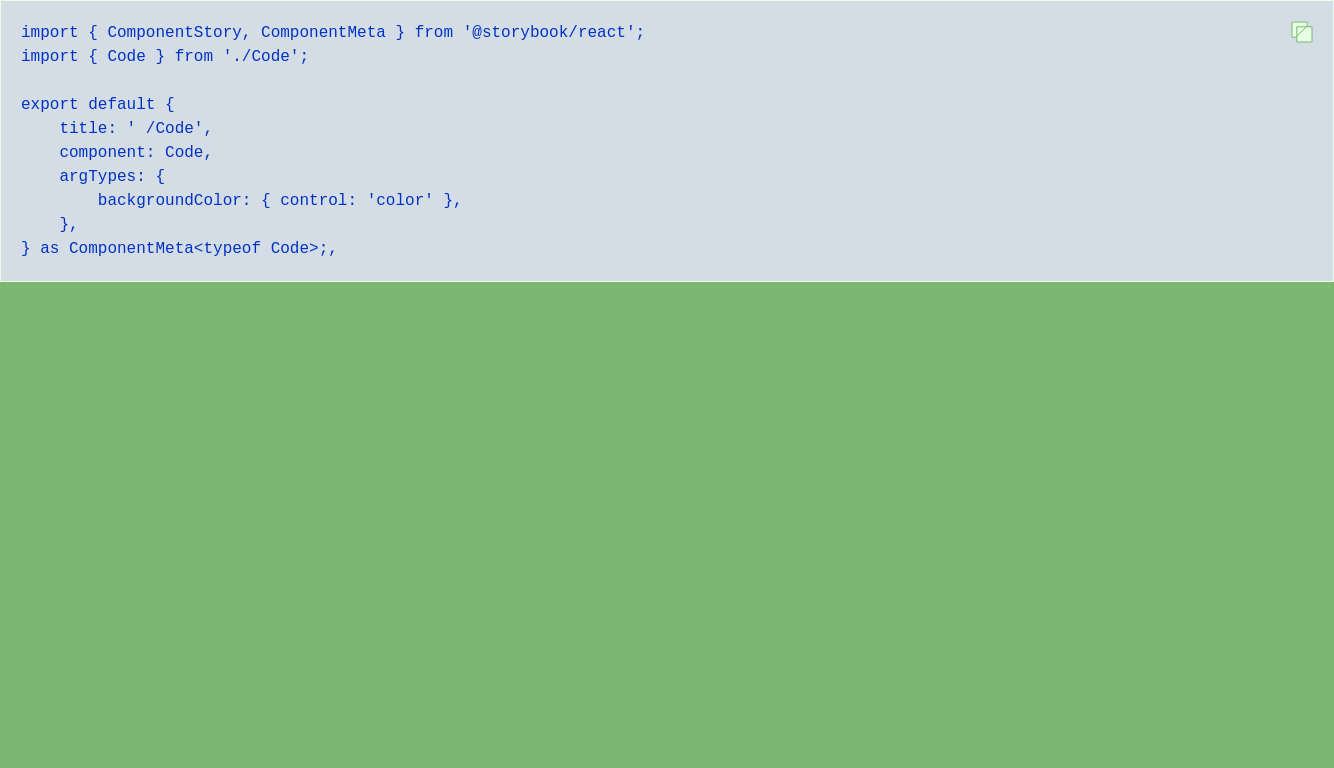 import { ComponentStory, ComponentMeta } from '@storybook/react';
import { Code } from './Code';

export default {
    title: ' /Code',
    component: Code,
    argTypes: {
        backgroundColor: { control: 'color' },
    },
} as ComponentMeta<typeof Code>;,